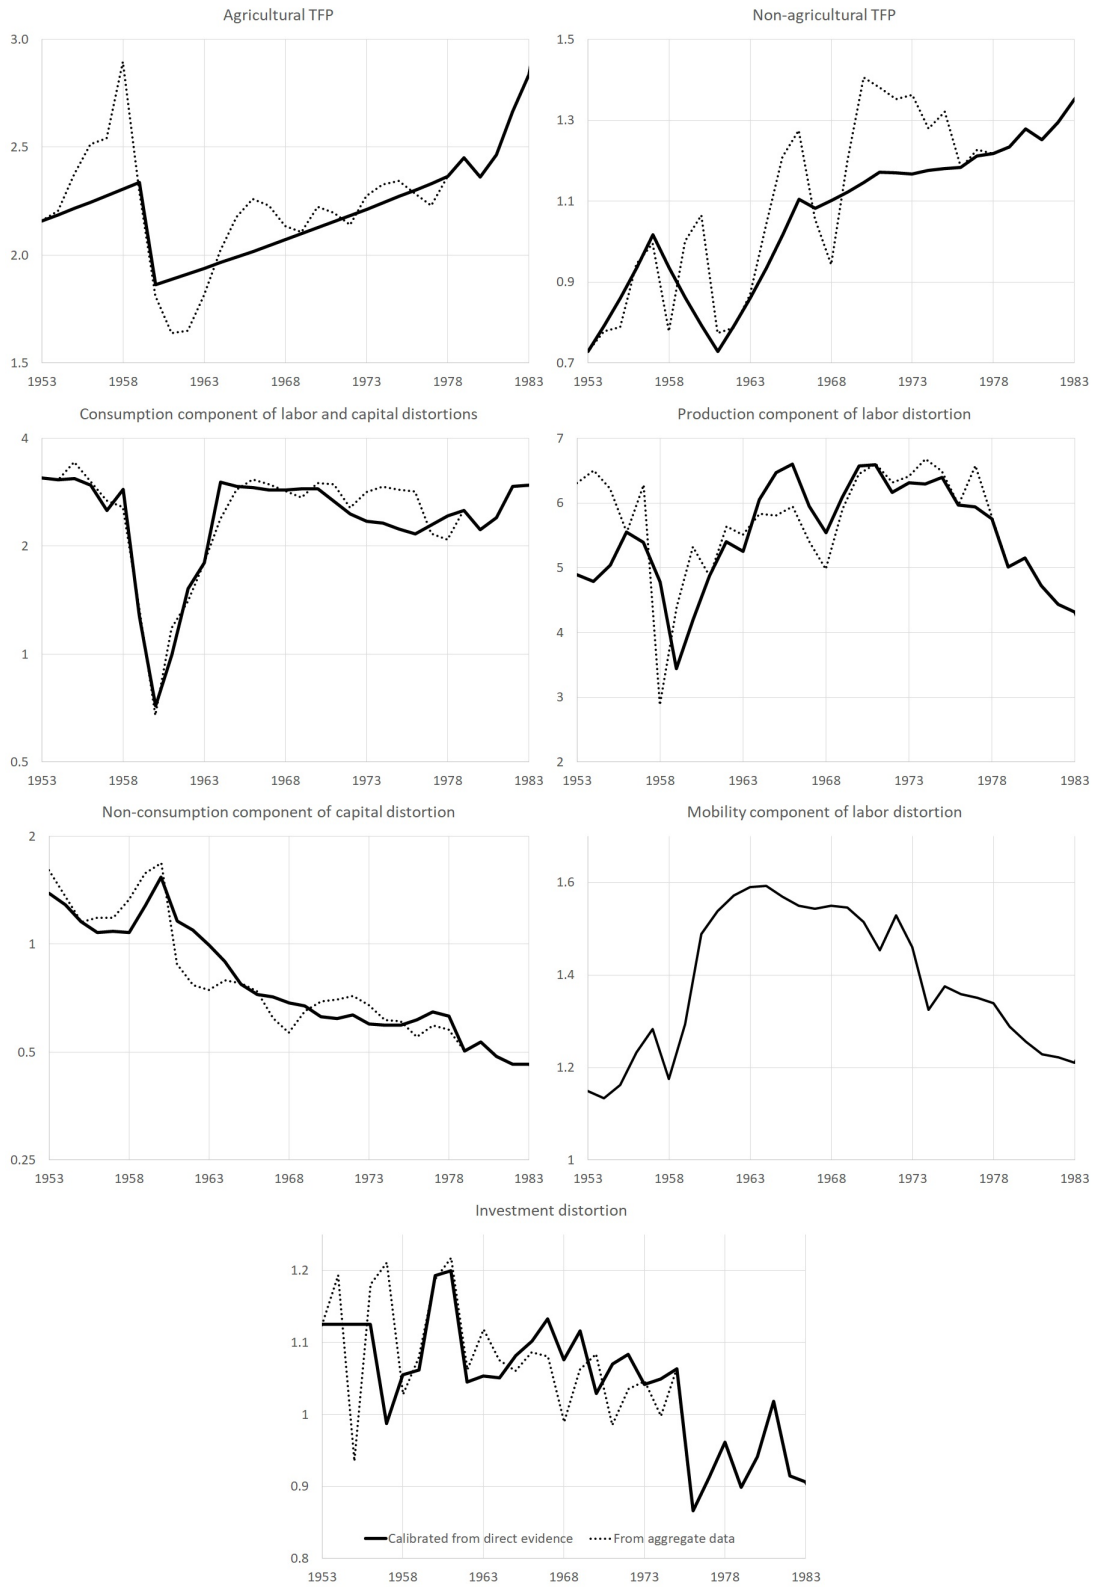 Agricultural TFP
3.0
2.5
2.0
1.5
1953 1958 1963 1968 1973 1978 1983
Non-agricultural TFP
1.5
1.3
1.1
0.9
0.7
1953 1958 1963 1968 1973 1978 1983
Consumption component of labor and capital distortions
4
2
1
0.5
1953 1958 1963 1968 1973 1978 1983
Production component of labor distortion
7
6
5
4
3
2
1953 1958 1963 1968 1973 1978 1983
Non-consumption component of capital distortion
2
1
0.5
0.25
1953 1958 1963 1968 1973 1978 1983
Mobility component of labor distortion
1.6
1.4
1.2
1
1953 1958 1963 1968 1973 1978 1983
Investment distortion
1.2
1.1
1
0.9
0.8
Calibrated from direct evidence From aggregate data
1953 1958 1963 1968 1973 1978 1983